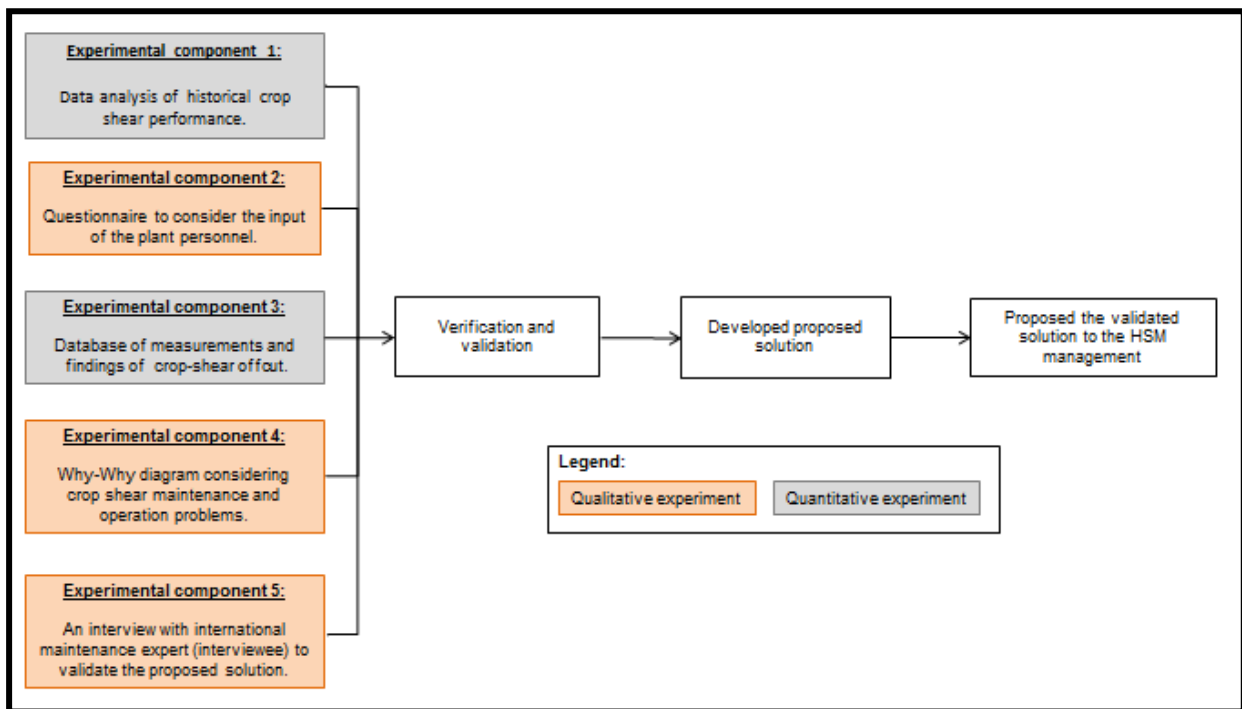 Experimental component 1:
Data analysis of historical crop
shear performance.
Experimental component 2:
Questionnaire to consider the input
of the plant personnel.
Experimental component 3:
Database of measurements and
findings of crop-shear offcut.
Experimental component 4:
Why-Why diagram considering
crop shear maintenance and
operation problems.
Experimental component 5:
An interview with international
maintenance expert (interviewee) to
validate the proposed solution.
Verification and
validation
Developed proposed
solution
Proposed the validated
solution to the HSM
management
Legend:
Qualitative experiment
Quantitative experiment